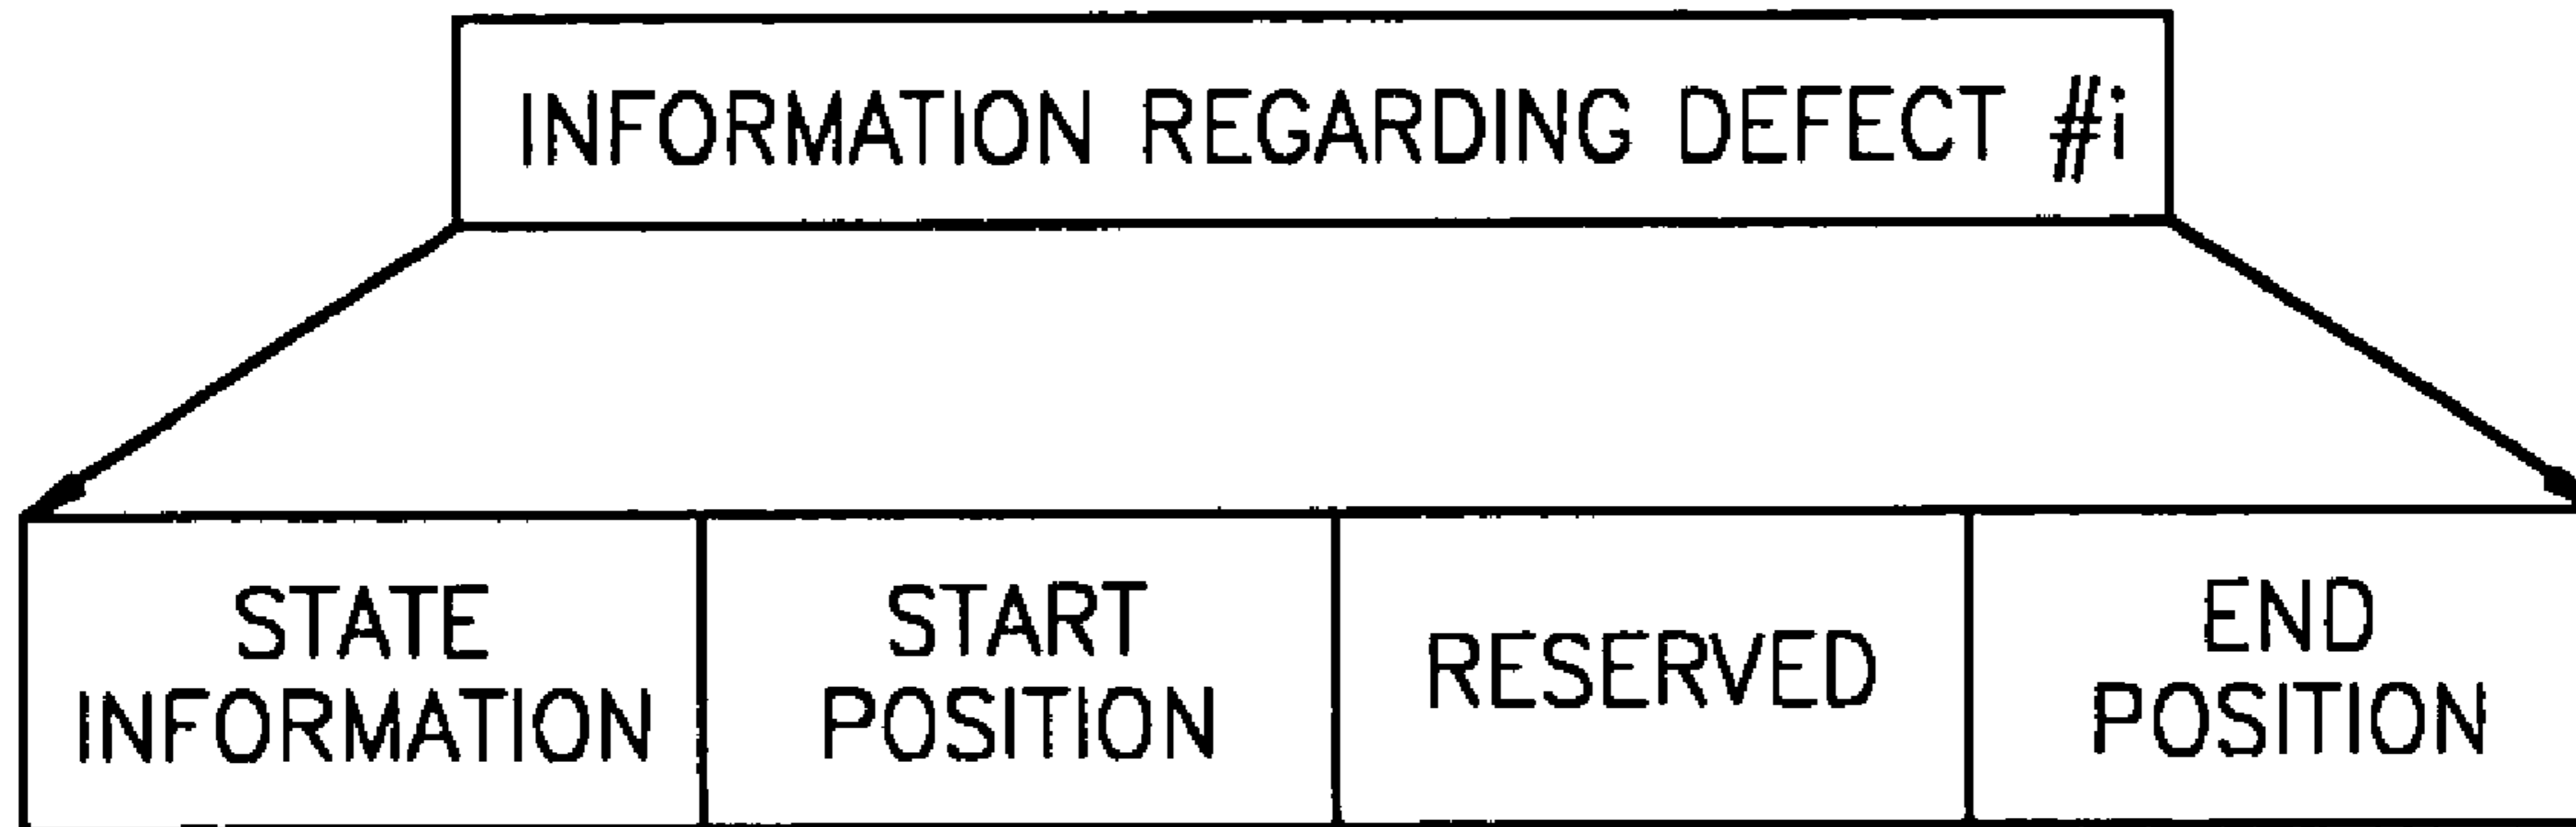 INFORMATION REGARDING DEFECT #i
STATE
INFORMATION
START
POSITION
RESERVED
END
POSITION